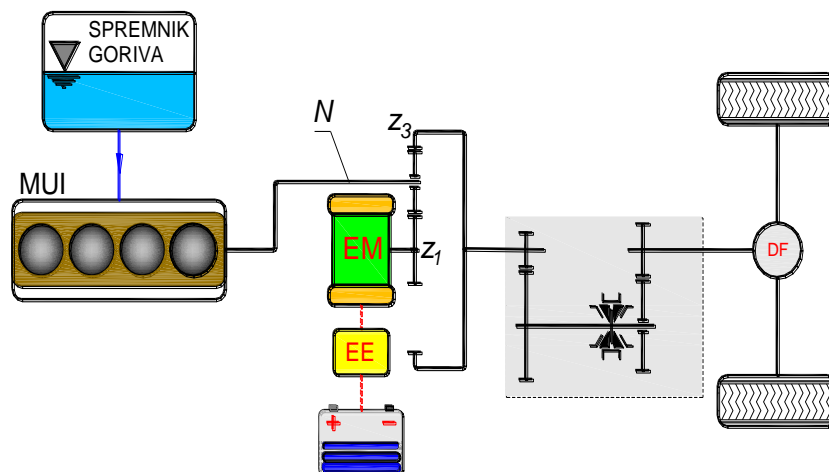 SPREMNIK
GORIVA
MUI
N
z3
EM
z1
DF
EE
+ −